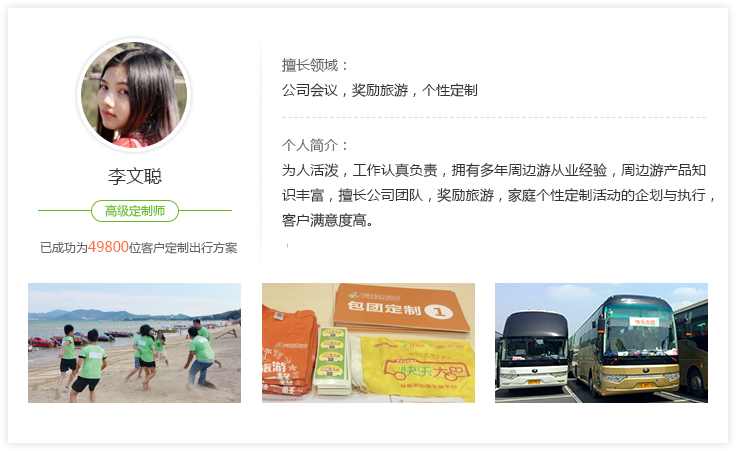 李文聪
高级定制师
已成功为49800位客户定制出行方案
擅长领域：
公司会议，奖励旅游，个性定制
个人简介：
为人活泼，工作认真负责，拥有多年周边游从业经验，周边游产品知
识丰富，擅长公司团队，奖励旅游，家庭个性定制活动的企划与执行，
客户满意度高。
包团定制 1
快乐大巴